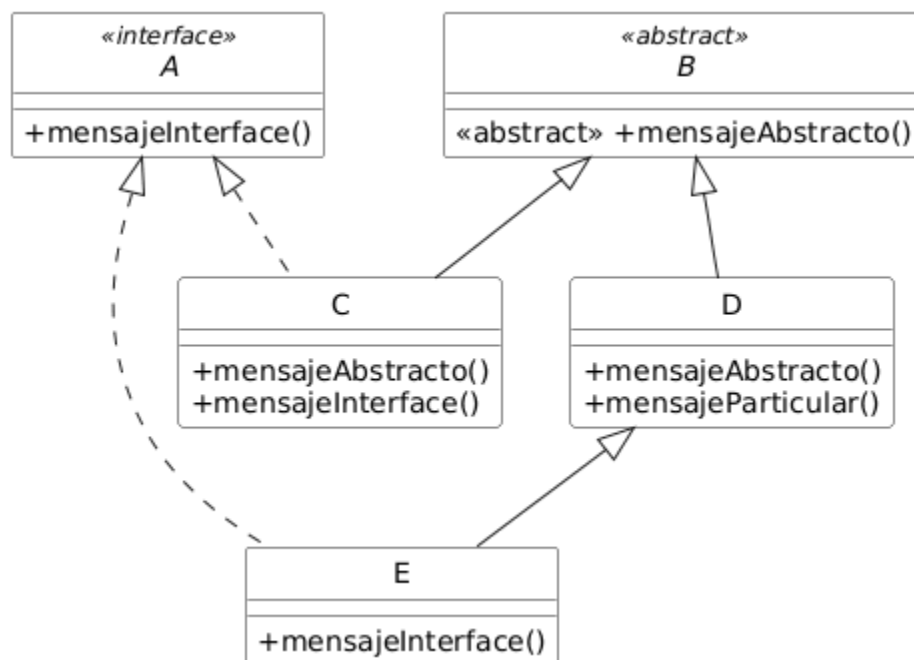 «interface»
A
+mensajeInterface()
«abstract»
B
«abstract» +mensajeAbstracto()
C
+mensajeAbstracto()
+mensajeInterface()
D
+mensajeAbstracto()
+mensajeParticular()
E
+mensajeInterface()